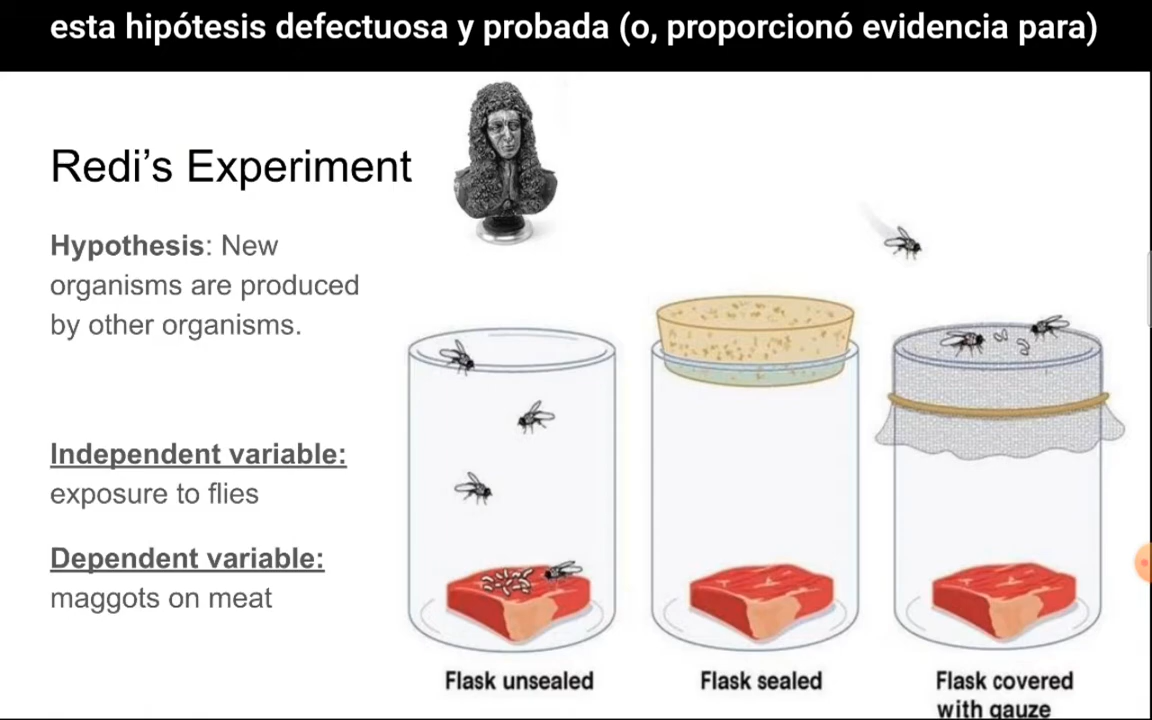 esta hipótesis defectuosa y probada (o, proporcionó evidencia para)
Redi’s Experiment
Hypothesis: New
organisms are produced
by other organisms.
Independent variable:
exposure to flies
Dependent variable:
maggots on meat
Flask unsealed
Flask sealed
Flask covered
with gauze